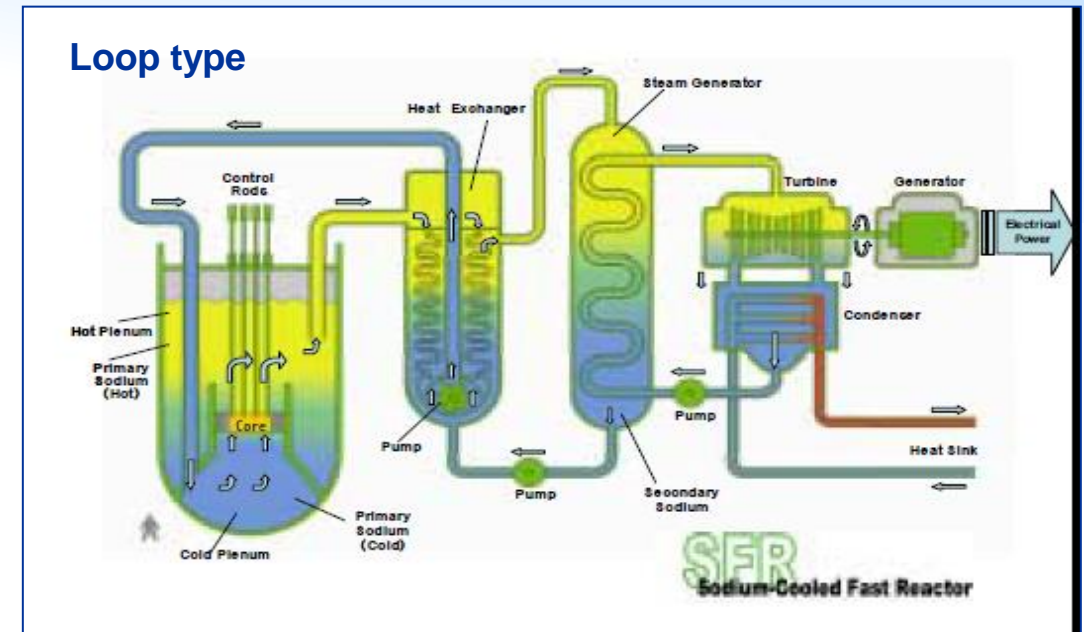 Loop type
Steam Generator
Heat Exchanger
Control
Rods
Turbine
Generator
Electrical
Power
Hot Plenum
Primary
Sodium
(Hot)
Condenser
Core
Pump
Pump
Pump
Heat Sink
Secondary
Sodium
Primary
Sodium
(Cold)
Cold Plenum
SFR
Sodium-Cooled Fast Reactor